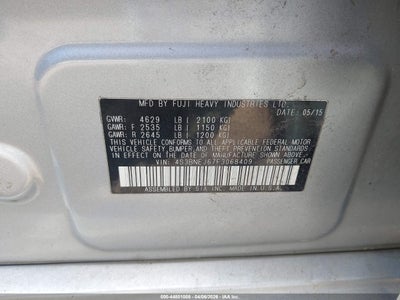 MFD BY FUJI HEAVY INDUSTRIES LTD.
DATE: 05/15
GVWR: 4629 LB ( 2100 KG)
GAWR: F 2535 LB ( 1150 KG)
GAWR: R 2645 LB ( 1200 KG)
THIS VEHICLE CONFORMS TO ALL APPLICABLE FEDERAL MOTOR
VEHICLE SAFETY, BUMPER, AND THEFT PREVENTION STANDARDS IN
EFFECT ON THE DATE OF MANUFACTURE SHOWN ABOVE.
VIN: 4S3BNEJ67F3068409 PASSENGER CAR
ASSEMBLED BY SIA INC. IN U.S.A.